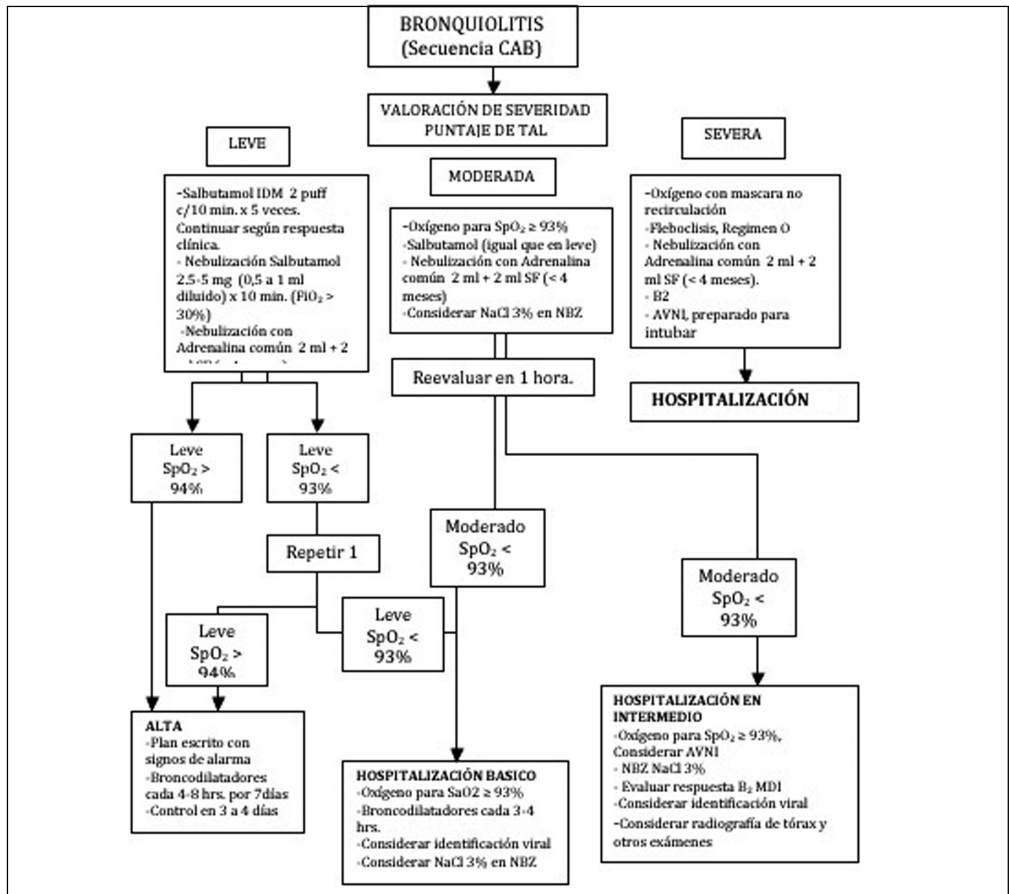 BRONQUIOLITIS
(Secuencia CAB)
VALORACIÓN DE SEVERIDAD
PUNTAJE DE TAL
LEVE
-Salbutamol IDM 2 puff
c/10 min. x 5 veces.
Continuar según respuesta
clínica.
- Nebulización Salbutamol
2.5-5 mg (0,5 a 1 ml
diluido) x 10 min. (FiO₂ >
30%)
-Nebulización con
Adrenalina común 2 ml + 2
MODERADA
-Oxígeno para SpO₂ ≥ 93%
-Salbutamol (igual que en leve)
- Nebulización con Adrenalina
común 2 ml + 2 ml SF (< 4
meses)
-Considerar NaCl 3% en NBZ
SEVERA
-Oxígeno con mascara no
recirculación
-Fleboclisis, Regimen O
- Nebulización con
Adrenalina común 2 ml + 2
ml SF (< 4 meses).
- B2
- AVNI, preparado para
intubar
Reevaluar en 1 hora.
HOSPITALIZACIÓN
Leve
SpO₂ >
94%
Leve
SpO₂ <
93%
Repetir 1
Moderado
SpO₂ <
93%
Moderado
SpO₂ <
93%
Leve
SpO₂ >
94%
Leve
SpO₂ <
93%
ALTA
-Plan escrito con
signos de alarma
-Broncodilatadores
cada 4-8 hrs. por 7días
-Control en 3 a 4 días
HOSPITALIZACIÓN BASICO
-Oxígeno para SaO2 ≥ 93%
-Broncodilatadores cada 3-4
hrs.
-Considerar identificación viral
-Considerar NaCl 3% en NBZ
HOSPITALIZACIÓN EN
INTERMEDIO
-Oxígeno para SpO₂ ≥ 93%,
Considerar AVNI
- NBZ NaCl 3%
- Evaluar respuesta B₂ MDI
-Considerar identificación viral
-Considerar radiografía de tórax y
otros exámenes